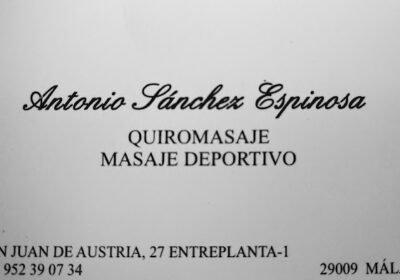 Antonio Sánchez Espinosa
QUIROMASAJE
MASAJE DEPORTIVO
N JUAN DE AUSTRIA, 27 ENTREPLANTA-1
952 39 07 34
29009 MÁL